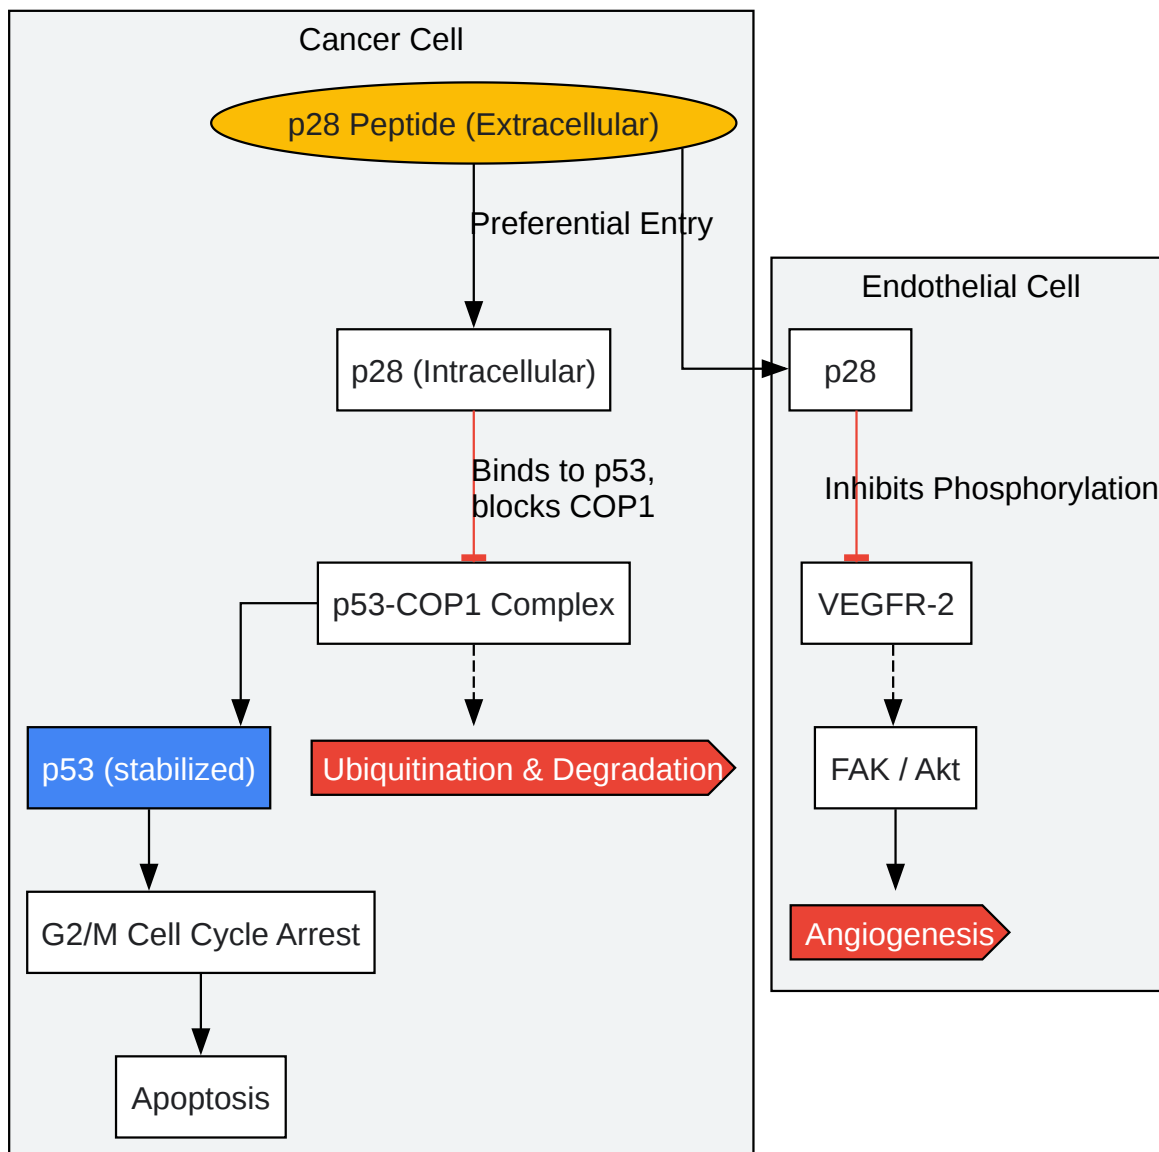 Cancer Cell
p28 Peptide (Extracellular)
Preferential Entry
Endothelial Cell
p28 (Intracellular)
p28
Binds to p53,
blocks COP1
Inhibits Phosphorylation
p53-COP1 Complex
VEGFR-2
p53 (stabilized)
Ubiquitination & Degradation
FAK / Akt
G2/M Cell Cycle Arrest
Angiogenesis
Apoptosis